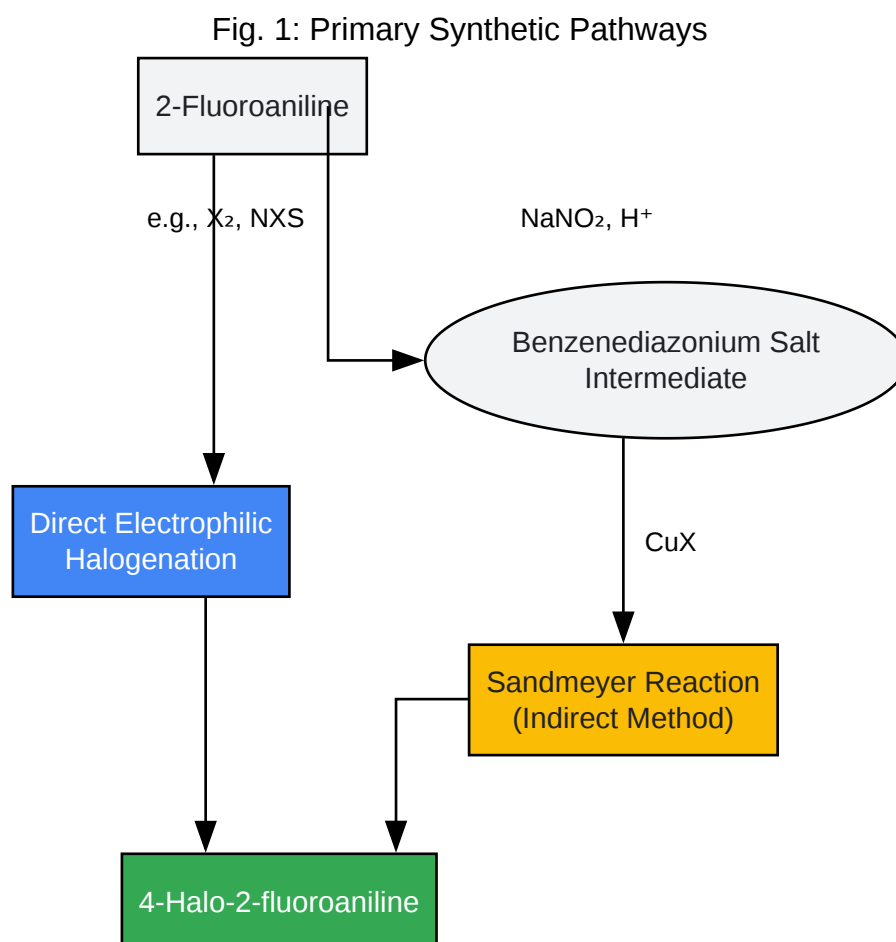 Fig. 1: Primary Synthetic Pathways
2-Fluoroaniline
e.g., X₂, NXS
NaNO₂, H⁺
Benzenediazonium Salt
Intermediate
Direct Electrophilic
Halogenation
CuX
Sandmeyer Reaction
(Indirect Method)
4-Halo-2-fluoroaniline